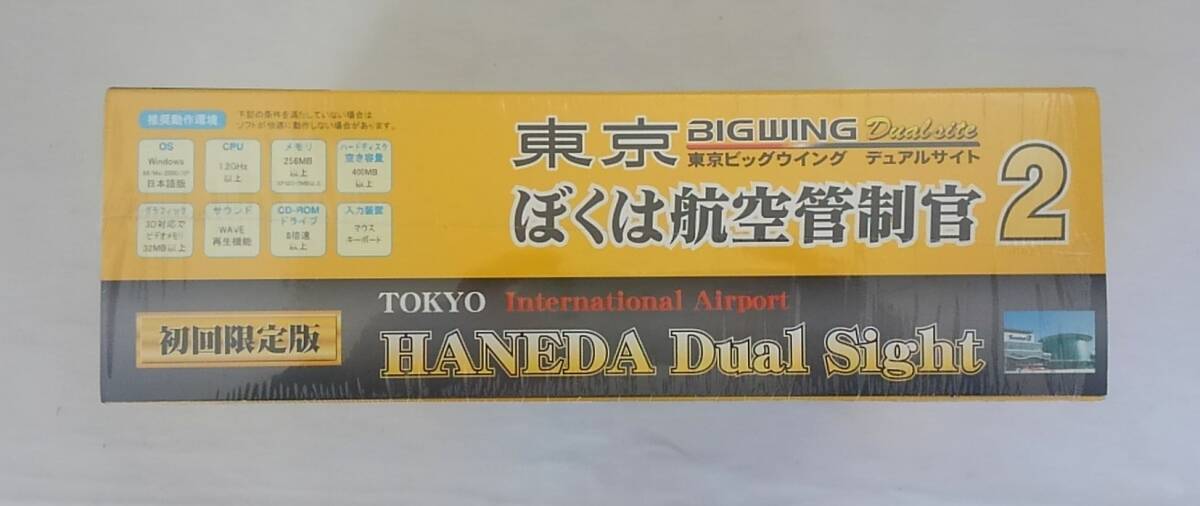 推奨動作環境
下記の条件を満たしていない場合は
ソフトが快適に動作しない場合があります。
OS
Windows
日本語版
CPU
1.2GHz
以上
メモリ
256MB
以上
ハードディスク
空き容量
400MB
以上
グラフィック
3D対応で
ビデオメモリ
32MB以上
サウンド
WAVE
再生機能
CD-ROM
ドライブ
8倍速
以上
入力装置
マウス
キーボード
東京 BIGWING Dualsite
東京ビッグウイング デュアルサイト
ぼくは航空管制官2
初回限定版
TOKYO International Airport
HANEDA Dual Sight